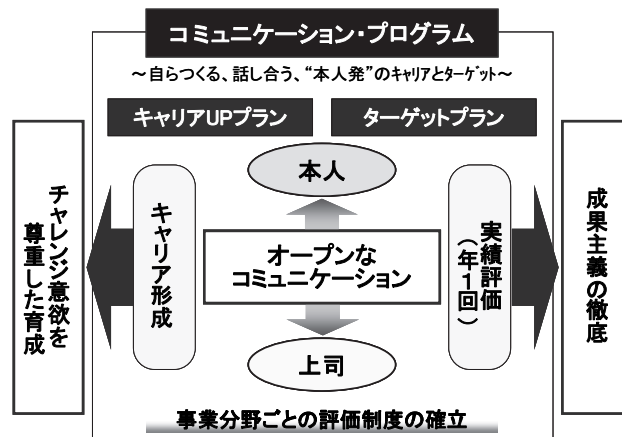 コミュニケーション・プログラム
～自らつくる、話し合う、“本人発”のキャリアとターゲット～
キャリアUPプラン
ターゲットプラン
チャレンジ意欲を
尊重した育成
キャリア形成
本人
オープンな
コミュニケーション
上司
実績評価
（年１回）
成果主義の徹底
事業分野ごとの評価制度の確立